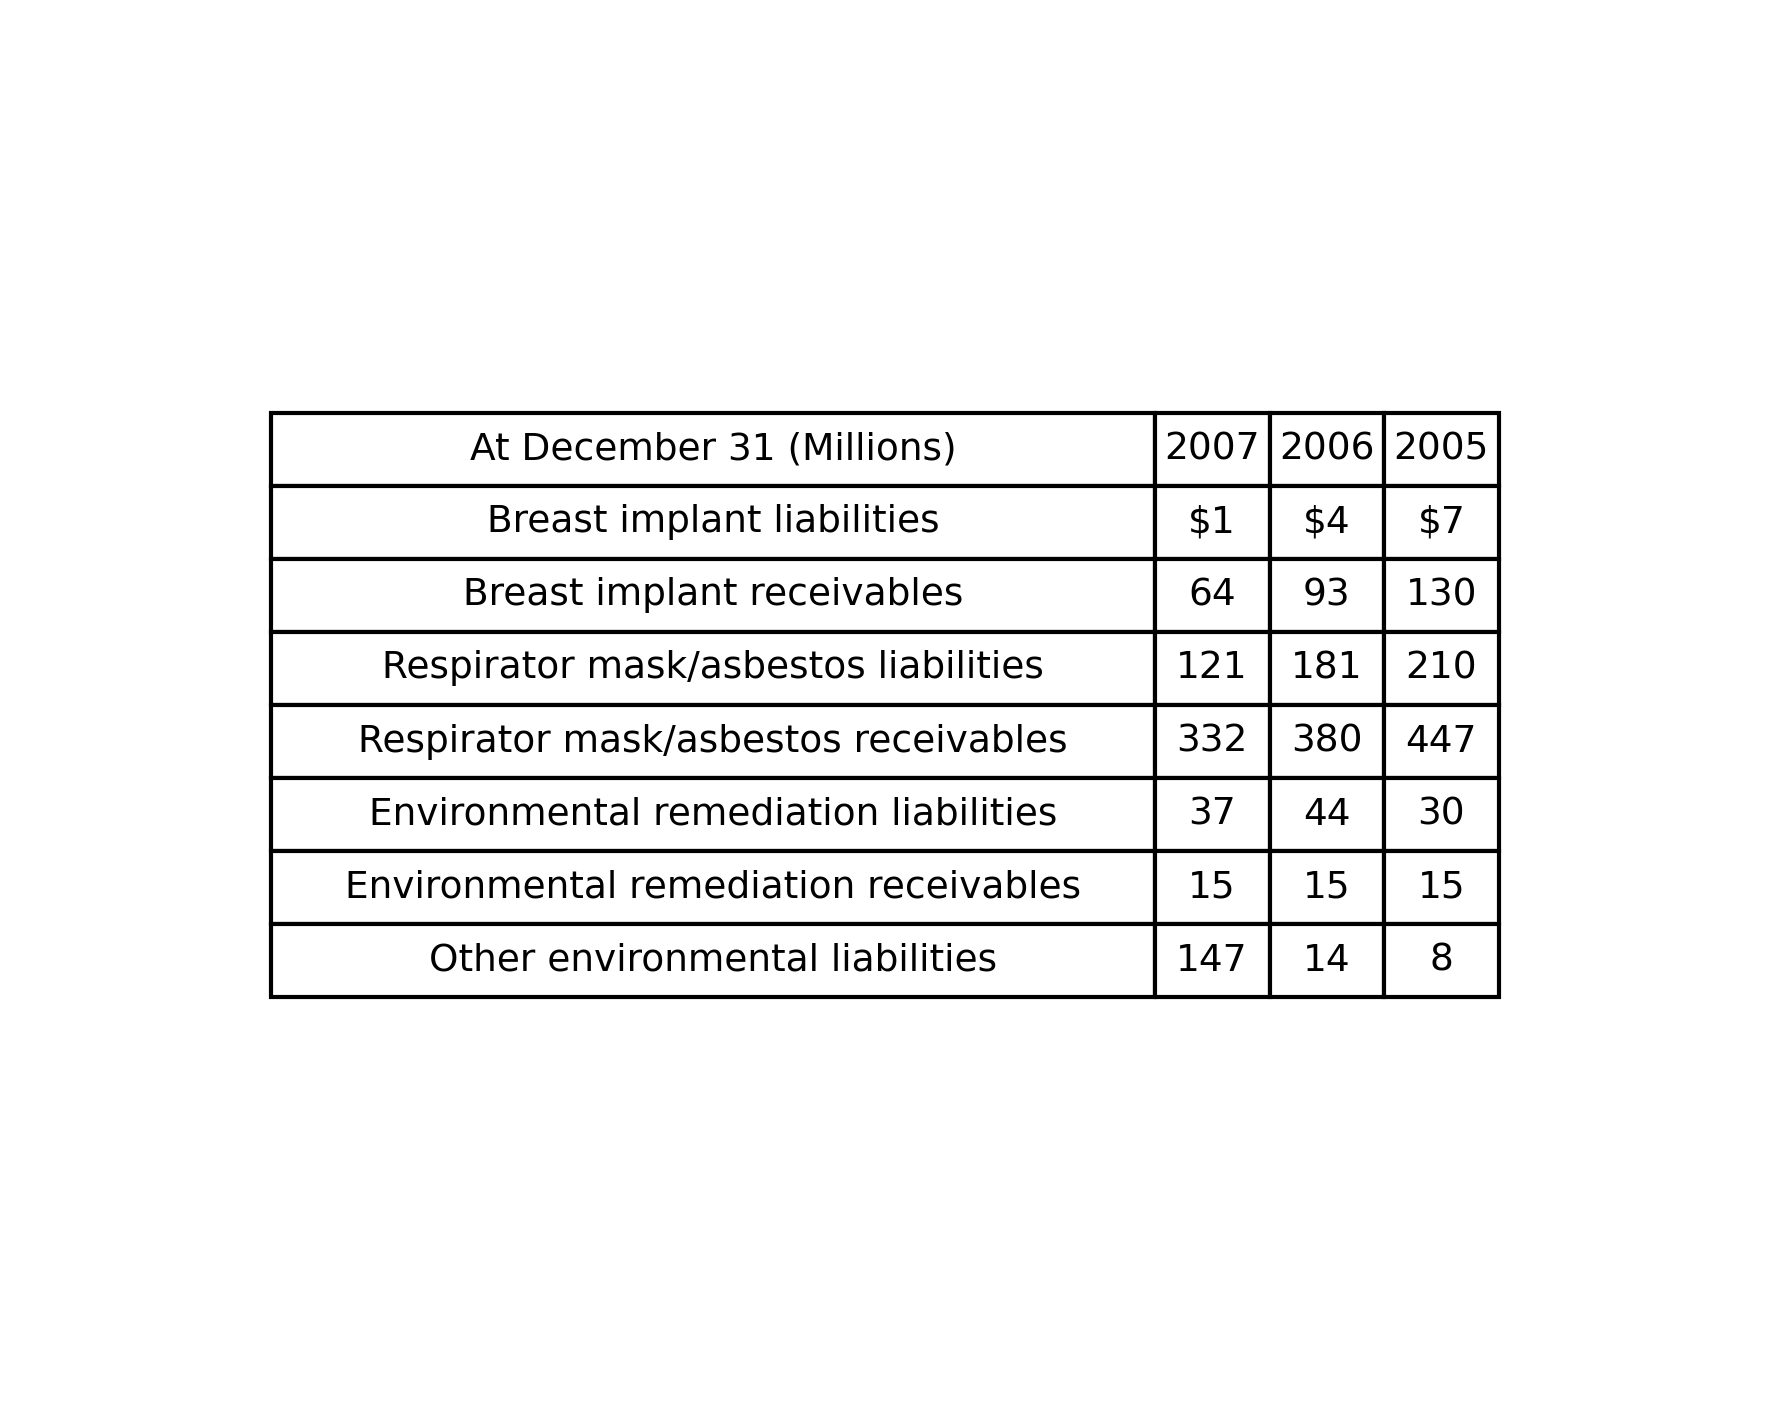 At December 31 (Millions) 2007 2006 2005
Breast implant liabilities $1 $4 $7
Breast implant receivables 64 93 130
Respirator mask/asbestos liabilities 121 181 210
Respirator mask/asbestos receivables 332 380 447
Environmental remediation liabilities 37 44 30
Environmental remediation receivables 15 15 15
Other environmental liabilities 147 14 8